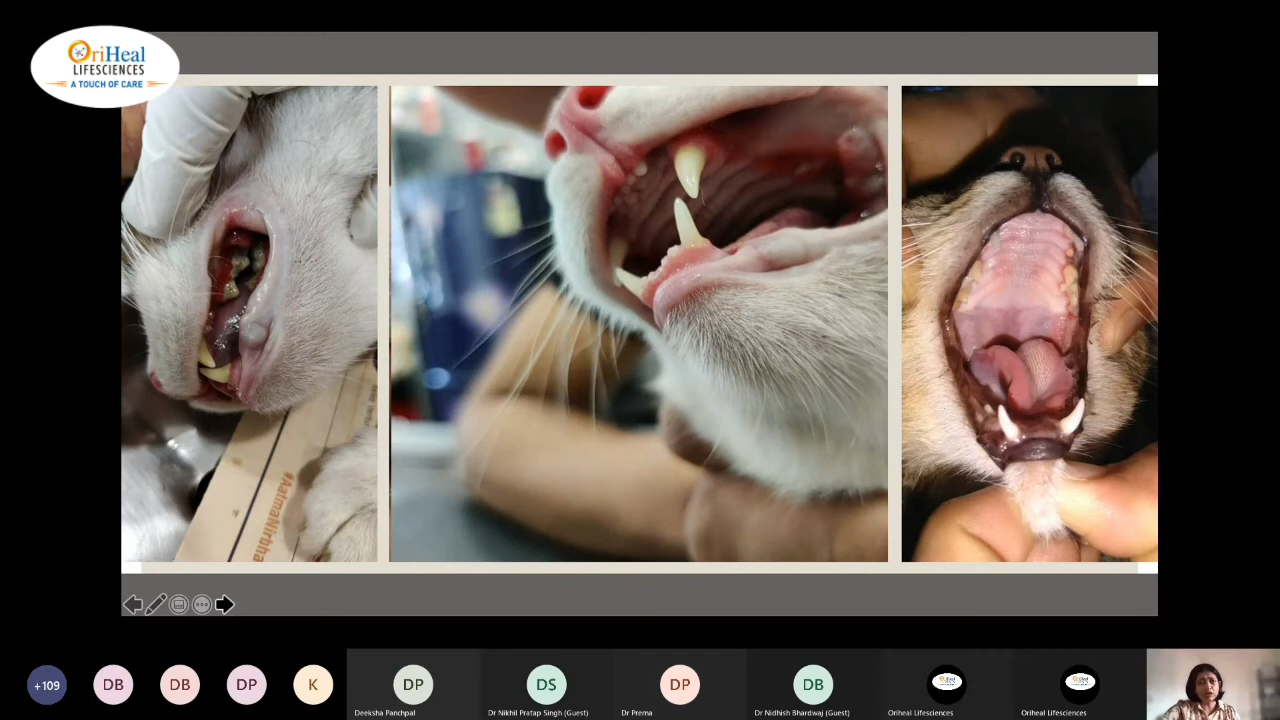 OriHeal
LIFESCIENCES
A TOUCH OF CARE
#AatmaNirbha
+109
DB
DB
DP
K
DP
DS
DP
DB
Deeksha Panchpal
Dr Nikhil Pratap Singh (Guest)
Dr Prerna
Dr Nidhish Bhardwaj (Guest)
Oriheal Lifesciences
Oriheal Lifesciences